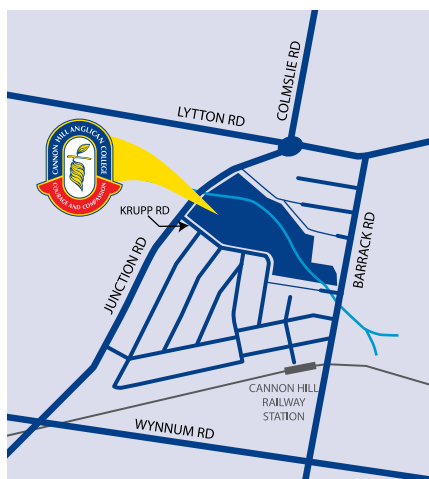 COLMSLIE RD
LYTTON RD
CANNON HILL ANGLICAN COLLEGE
COURAGE AND COMPASSION
KRUPP RD
JUNCTION RD
BARRACK RD
CANNON HILL
RAILWAY
STATION
WYNNUM RD